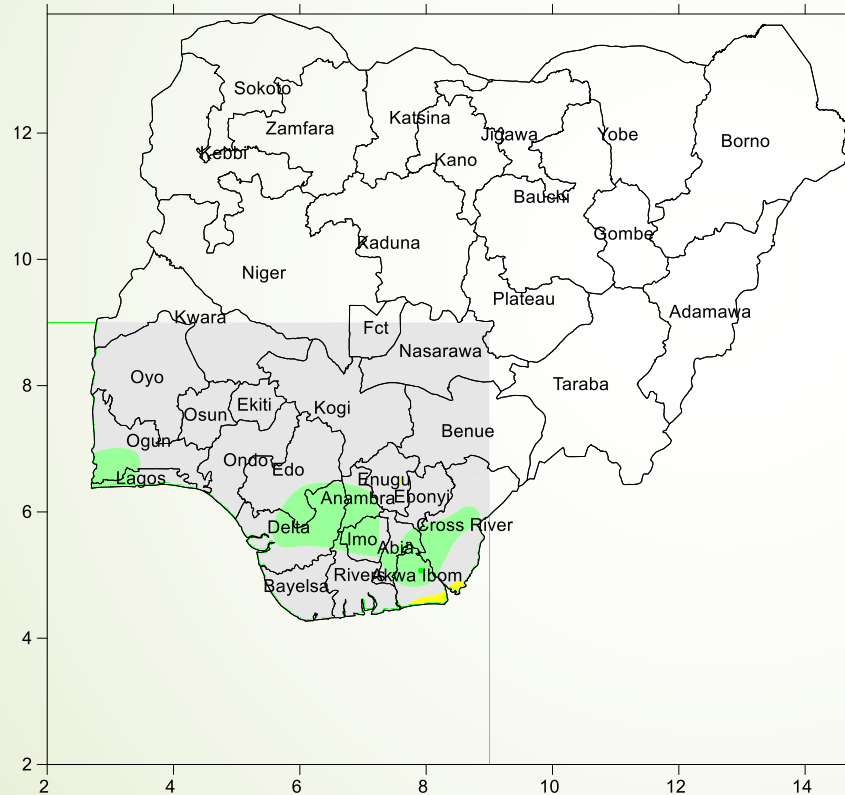 Sokoto
Katsina
Zamfara
12
Jigawa
Yobe
Borno
Kebbi
Kano
Bauchi
Gombe
Kaduna
10
Niger
Plateau
Adamawa
Kwara
Fct
Nasarawa
Oyo
8
Taraba
Ekiti
Kogi
Osun
Benue
Ogun
Ondo
Edo
Lagos
Enugu
Anambra
Ebonyi
6
Delta
Cross River
Imo
Abia
Rivers
Akwa Ibom
Bayelsa
4
2
2
4
6
8
10
12
14